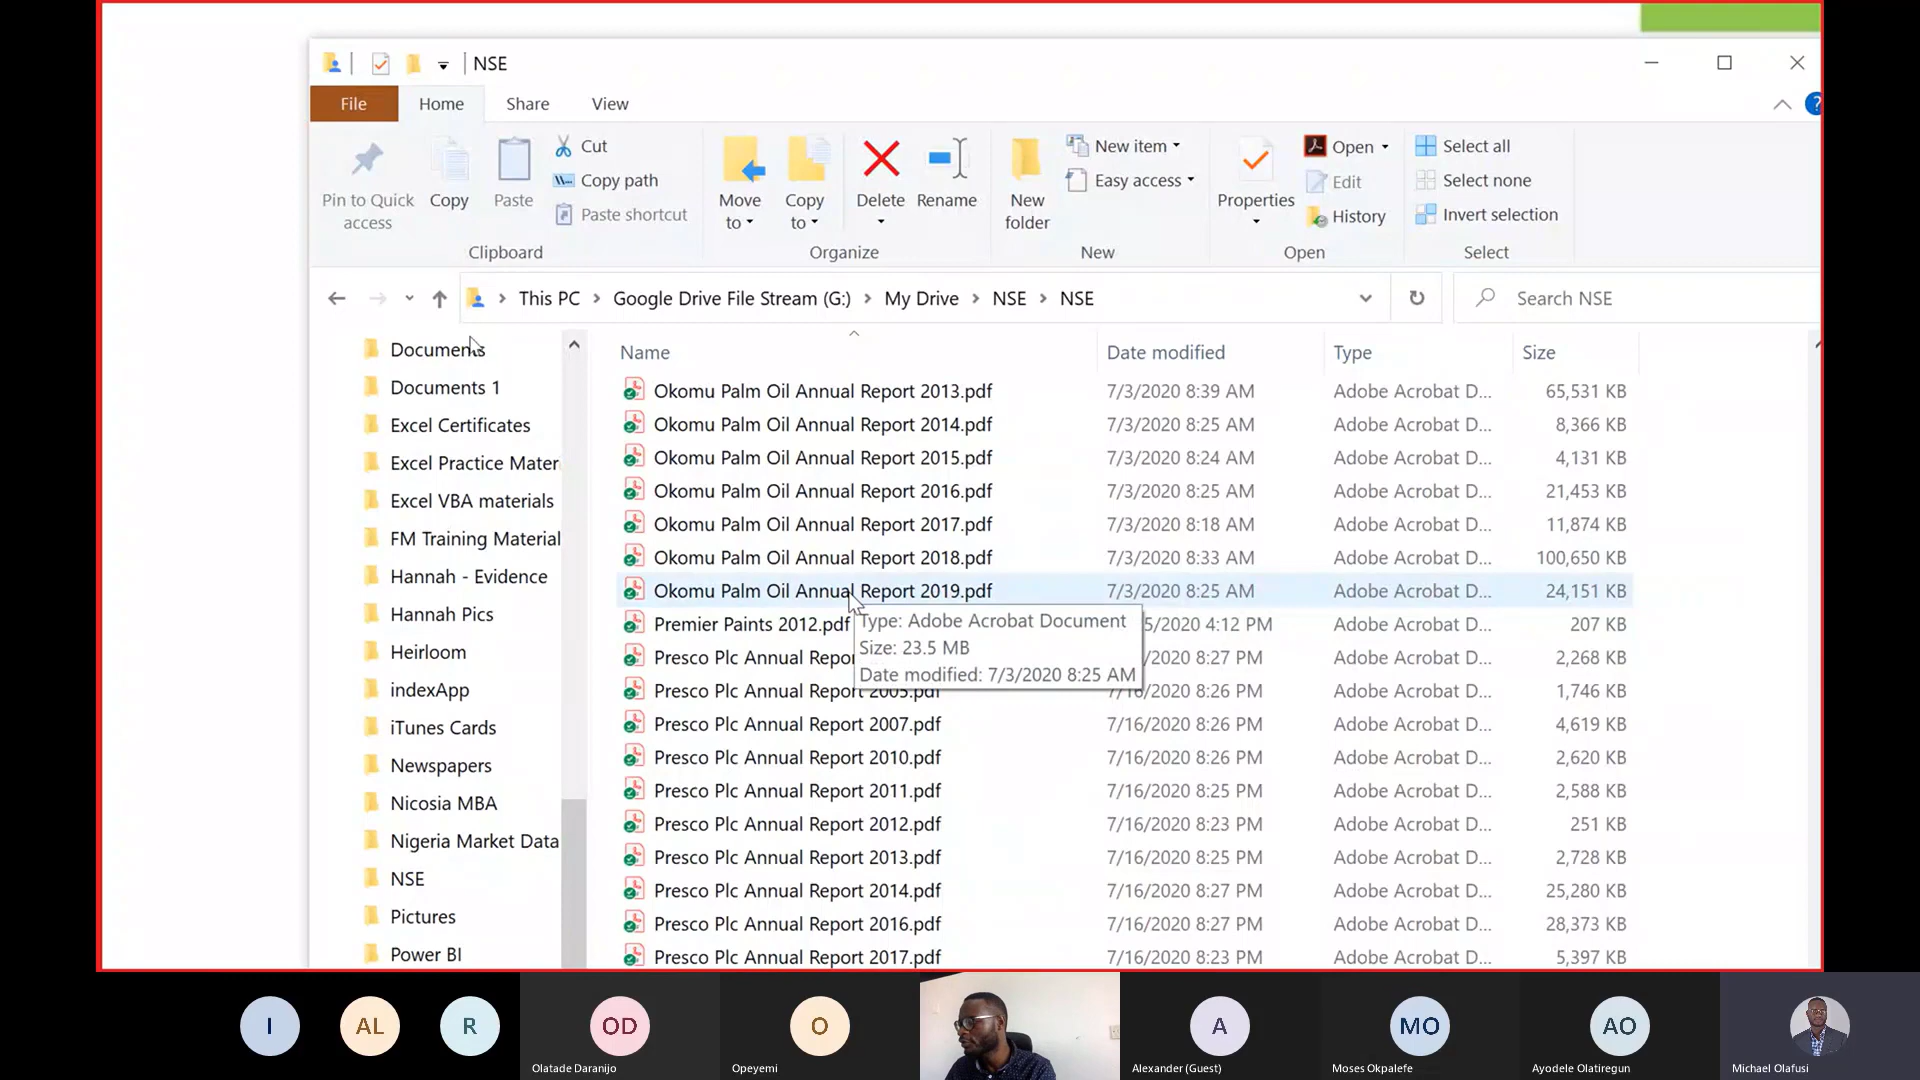 NSE
File Home Share View
Pin to Quick access
Copy
Paste
Cut
Copy path
Paste shortcut
Clipboard
Move to
Copy to
Delete
Rename
Organize
New folder
New item
Easy access
New
Properties
Open
Edit
History
Open
Select all
Select none
Invert selection
Select
This PC > Google Drive File Stream (G:) > My Drive > NSE > NSE
Search NSE
Documents
Documents 1
Excel Certificates
Excel Practice Mater
Excel VBA materials
FM Training Material
Hannah - Evidence
Hannah Pics
Heirloom
indexApp
iTunes Cards
Newspapers
Nicosia MBA
Nigeria Market Data
NSE
Pictures
Power BI
Name Date modified Type Size
Okomu Palm Oil Annual Report 2013.pdf 7/3/2020 8:39 AM Adobe Acrobat D... 65,531 KB
Okomu Palm Oil Annual Report 2014.pdf 7/3/2020 8:25 AM Adobe Acrobat D... 8,366 KB
Okomu Palm Oil Annual Report 2015.pdf 7/3/2020 8:24 AM Adobe Acrobat D... 4,131 KB
Okomu Palm Oil Annual Report 2016.pdf 7/3/2020 8:25 AM Adobe Acrobat D... 21,453 KB
Okomu Palm Oil Annual Report 2017.pdf 7/3/2020 8:18 AM Adobe Acrobat D... 11,874 KB
Okomu Palm Oil Annual Report 2018.pdf 7/3/2020 8:33 AM Adobe Acrobat D... 100,650 KB
Okomu Palm Oil Annual Report 2019.pdf 7/3/2020 8:25 AM Adobe Acrobat D... 24,151 KB
Premier Paints 2012.pdf 5/2020 4:12 PM Adobe Acrobat D... 207 KB
Presco Plc Annual Repor /2020 8:27 PM Adobe Acrobat D... 2,268 KB
Presco Plc Annual Report 2005.pdf 7/16/2020 8:26 PM Adobe Acrobat D... 1,746 KB
Presco Plc Annual Report 2007.pdf 7/16/2020 8:26 PM Adobe Acrobat D... 4,619 KB
Presco Plc Annual Report 2010.pdf 7/16/2020 8:26 PM Adobe Acrobat D... 2,620 KB
Presco Plc Annual Report 2011.pdf 7/16/2020 8:25 PM Adobe Acrobat D... 2,588 KB
Presco Plc Annual Report 2012.pdf 7/16/2020 8:23 PM Adobe Acrobat D... 251 KB
Presco Plc Annual Report 2013.pdf 7/16/2020 8:25 PM Adobe Acrobat D... 2,728 KB
Presco Plc Annual Report 2014.pdf 7/16/2020 8:27 PM Adobe Acrobat D... 25,280 KB
Presco Plc Annual Report 2016.pdf 7/16/2020 8:27 PM Adobe Acrobat D... 28,373 KB
Presco Plc Annual Report 2017.pdf 7/16/2020 8:23 PM Adobe Acrobat D... 5,397 KB
Type: Adobe Acrobat Document
Size: 23.5 MB
Date modified: 7/3/2020 8:25 AM
I AL R OD O A MO AO
Olatade Daranijo Opeyemi Alexander (Guest) Moses Okpalefe Ayodele Olatiregun Michael Olafusi